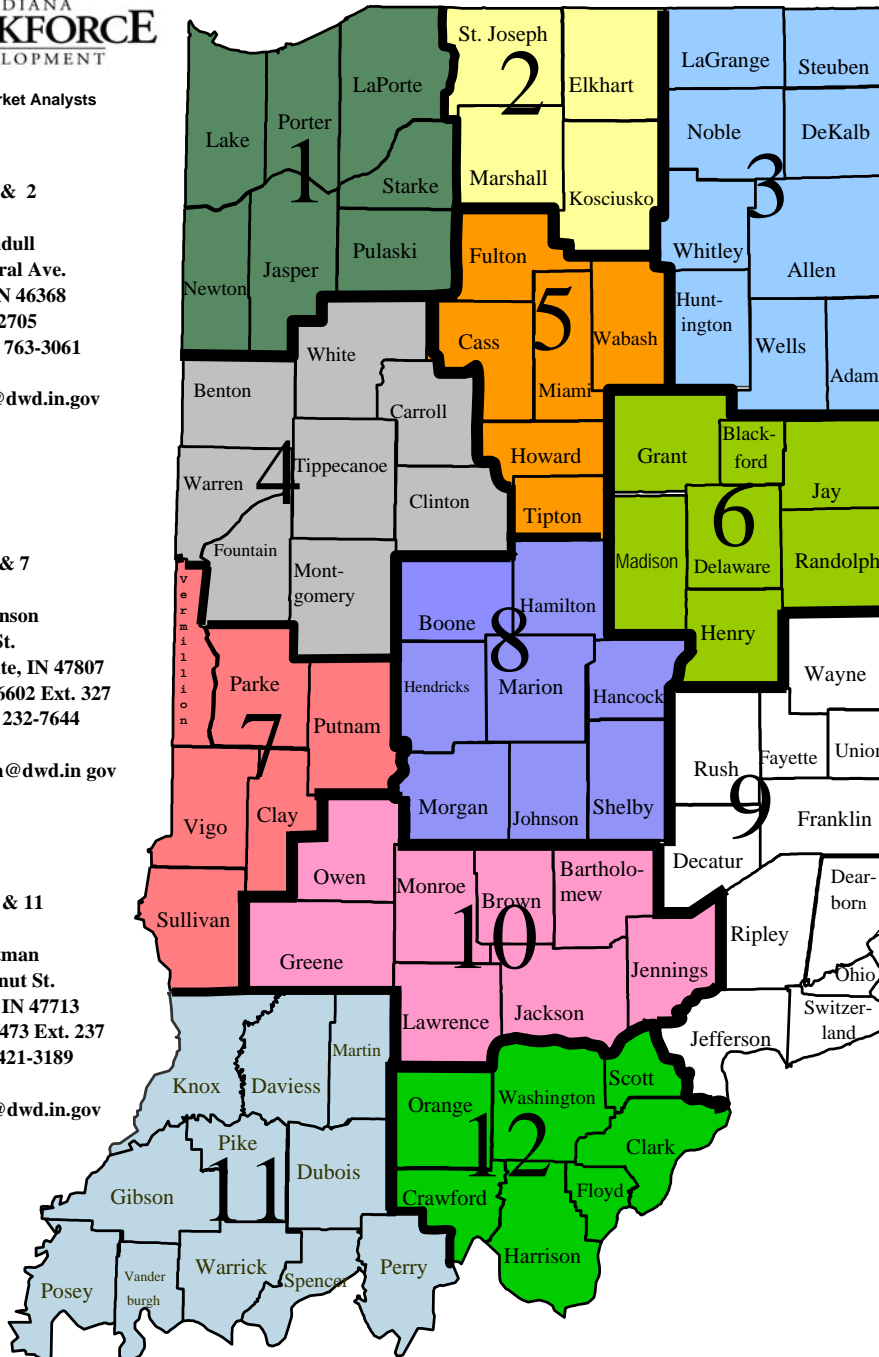 DIANA
KFORCE
LOPMENT
rket Analysts
& 2
dull
ral Ave.
N 46368
2705
763-3061
@dwd.in.gov
& 7
nson
St.
te, IN 47807
6602 Ext. 327
232-7644
n@dwd.in gov
& 11
tman
nut St.
IN 47713
473 Ext. 237
421-3189
@dwd.in.gov
Lake
Porter
LaPorte
1
Starke
Newton
Jasper
Pulaski
St. Joseph
2
Elkhart
Marshall
Kosciusko
LaGrange
Steuben
Noble
DeKalb
3
Whitley
Allen
Hunt-
ington
Wells
Adam
White
Benton
Carroll
4
Tippecanoe
Warren
Clinton
Fountain
Mont-
gomery
Fulton
5
Cass
Wabash
Miami
Howard
Tipton
Grant
Black-
ford
Jay
6
Madison
Delaware
Randolph
Henry
Vermillion
Parke
7
Putnam
Vigo
Clay
Sullivan
Boone
Hamilton
8
Hendricks
Marion
Hancock
Morgan
Johnson
Shelby
Wayne
Rush
Fayette
Union
9
Franklin
Decatur
Dear-
born
Ripley
Ohio
Switzer-
land
Jefferson
Owen
Monroe
Brown
Bartholo-
mew
10
Greene
Jennings
Lawrence
Jackson
Knox
Daviess
Martin
Pike
Gibson
11
Dubois
Posey
Vander
burgh
Warrick
Spencer
Perry
Orange
Washington
Scott
12
Clark
Crawford
Floyd
Harrison